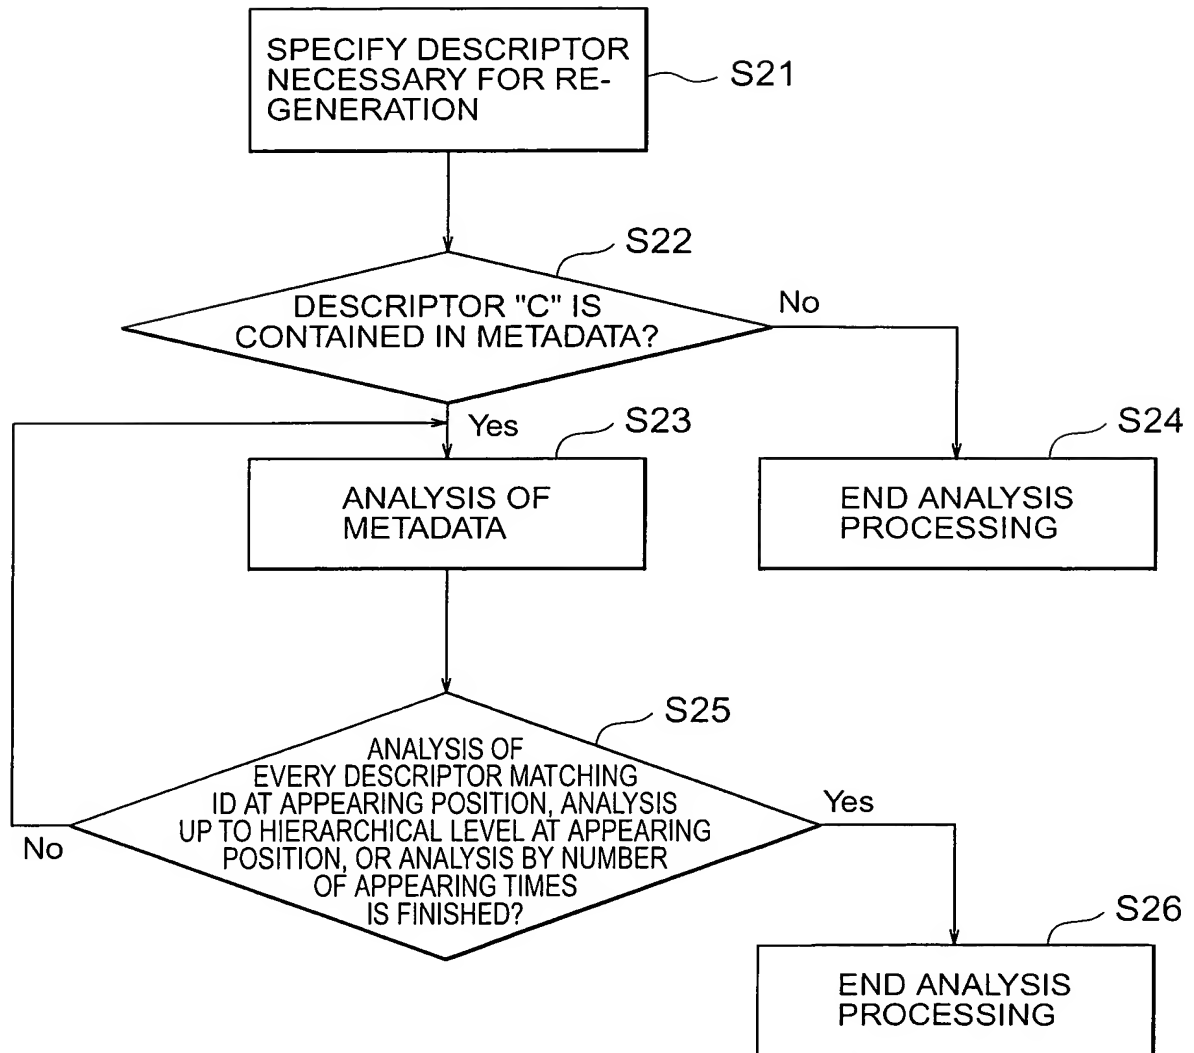 SPECIFY DESCRIPTOR
NECESSARY FOR RE-
GENERATION
S21
S22
DESCRIPTOR "C" IS
CONTAINED IN METADATA?
No
Yes
S23
S24
ANALYSIS OF
METADATA
END ANALYSIS
PROCESSING
S25
ANALYSIS OF
EVERY DESCRIPTOR MATCHING
ID AT APPEARING POSITION, ANALYSIS
UP TO HIERARCHICAL LEVEL AT APPEARING
POSITION, OR ANALYSIS BY NUMBER
OF APPEARING TIMES
IS FINISHED?
No
Yes
S26
END ANALYSIS
PROCESSING